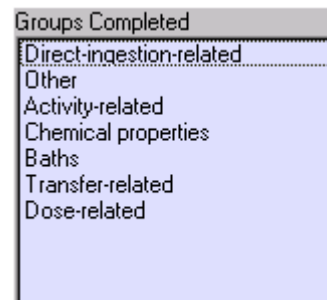 Groups Completed
Direct-ingestion-related
Other
Activity-related
Chemical properties
Baths
Transfer-related
Dose-related